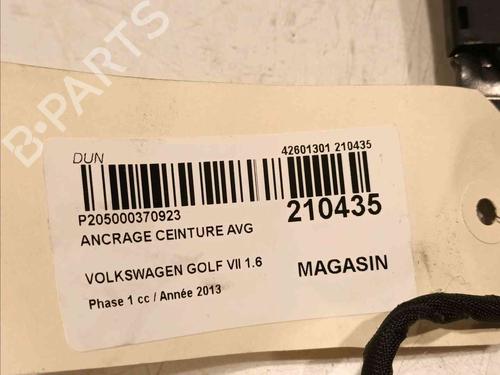 B-PARTS
DUN
42601301 210435
P205000370923
210435
ANCRAGE CEINTURE AVG
VOLKSWAGEN GOLF VII 1.6
MAGASIN
Phase 1 cc / Année 2013